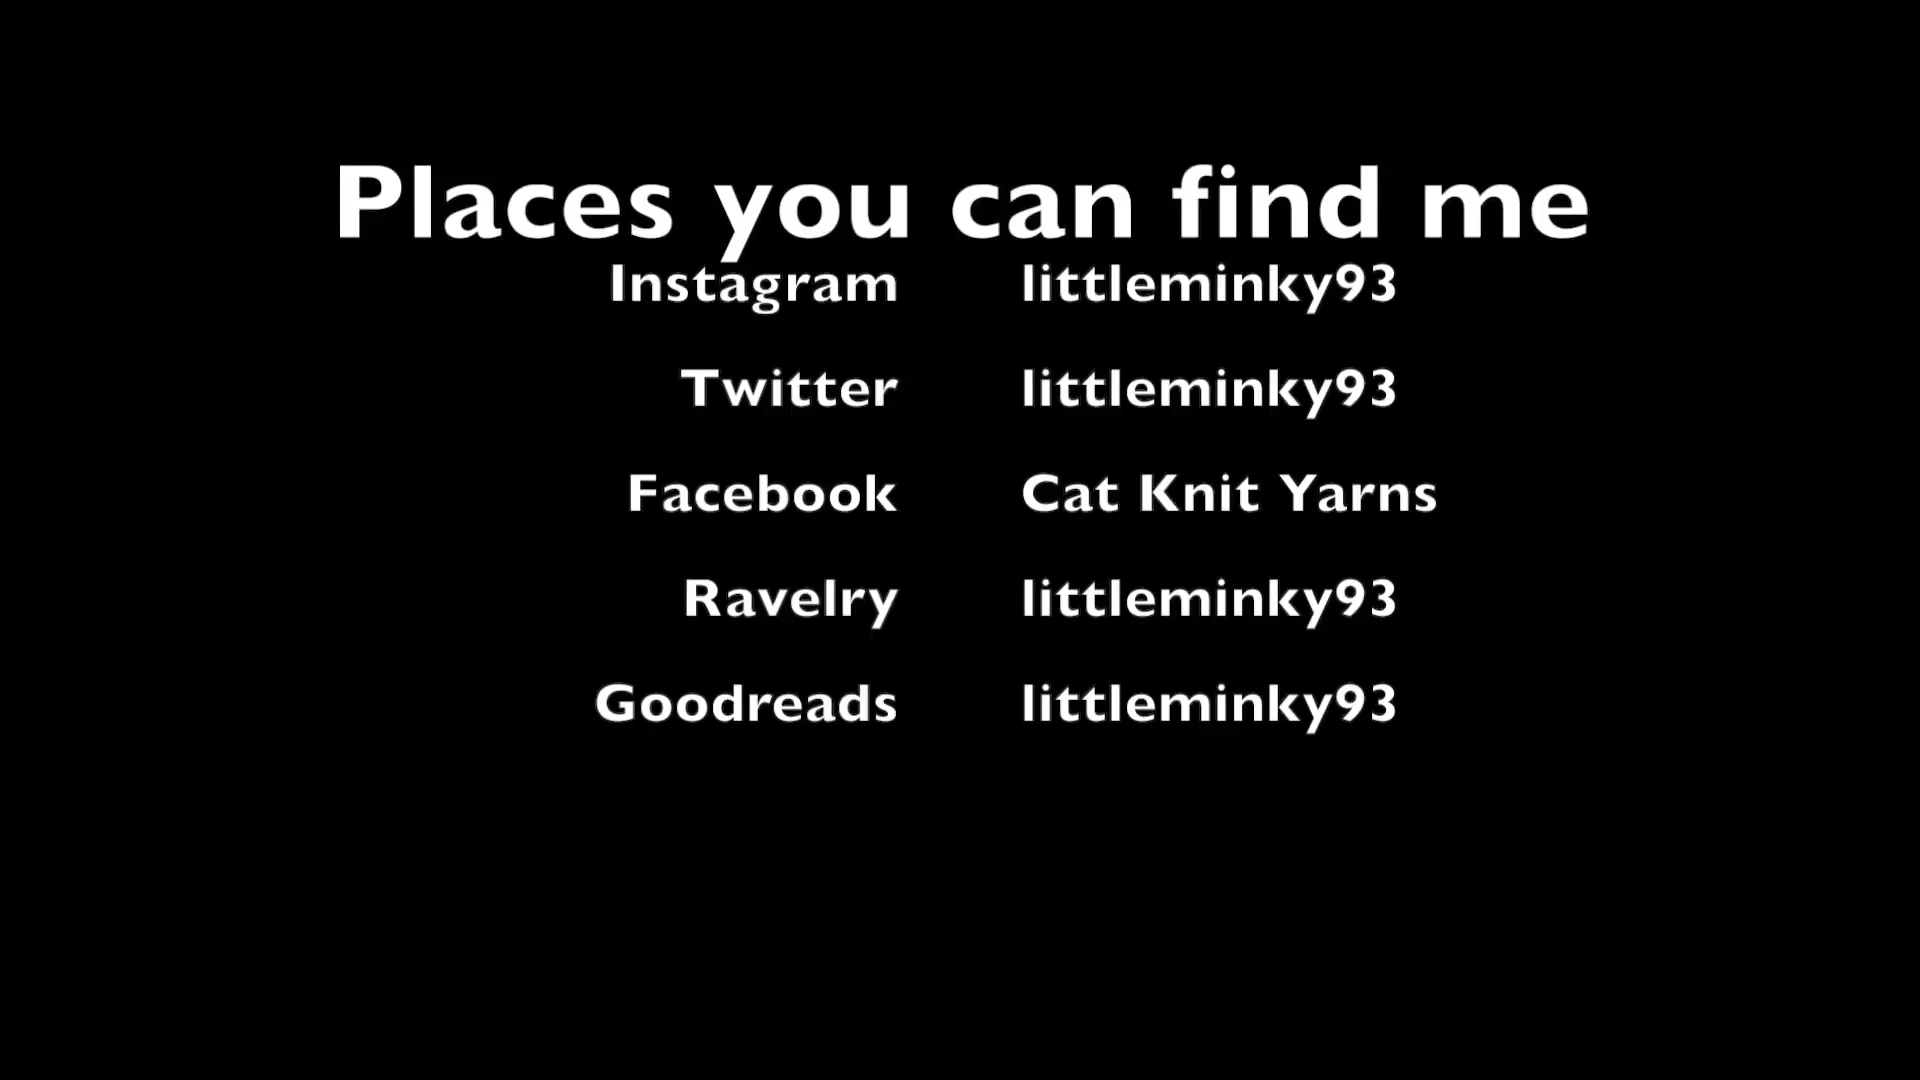 Places you can find me
Instagram littleminky93
Twitter littleminky93
Facebook Cat Knit Yarns
Ravelry littleminky93
Goodreads littleminky93